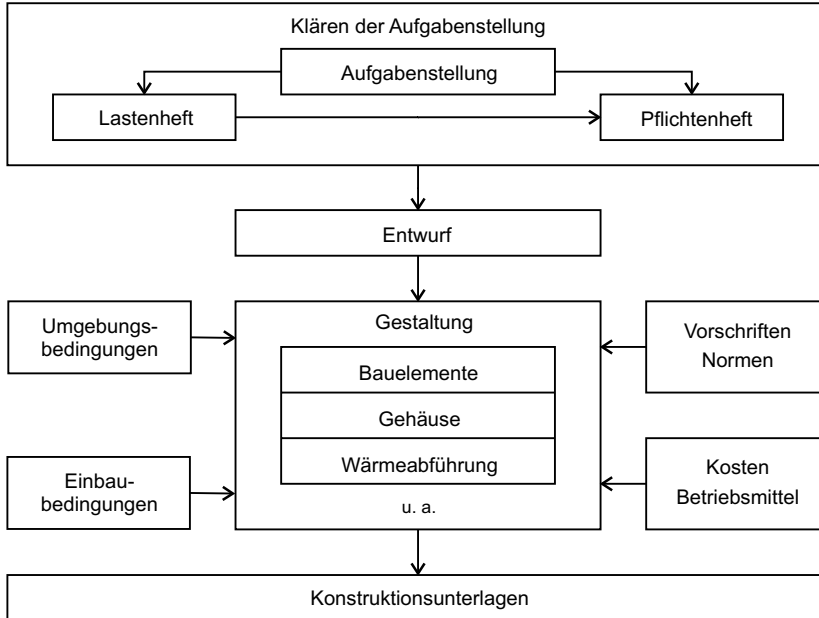 Klären der Aufgabenstellung
Aufgabenstellung
Lastenheft
Pflichtenheft
Entwurf
Umgebungs-
bedingungen
Gestaltung
Bauelemente
Gehäuse
Wärmeabführung
u. a.
Vorschriften
Normen
Einbau-
bedingungen
Kosten
Betriebsmittel
Konstruktionsunterlagen